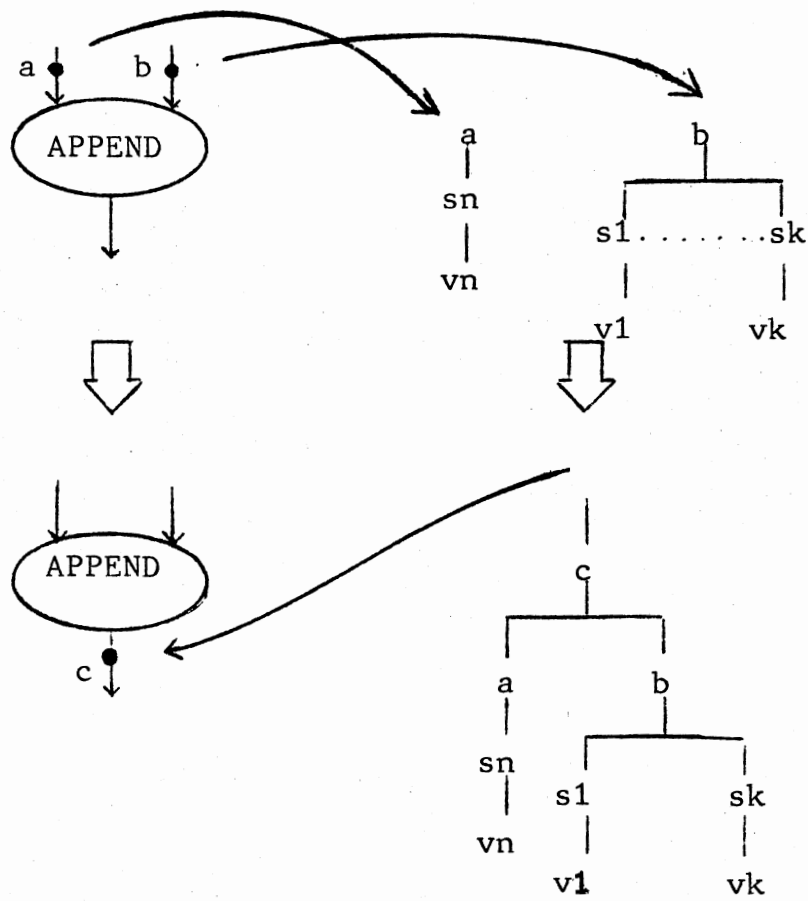 a b
APPEND
a
sn
vn
b
s1.......sk
v1 vk
APPEND
c
c
a b
sn
vn
s1 sk
v1 vk